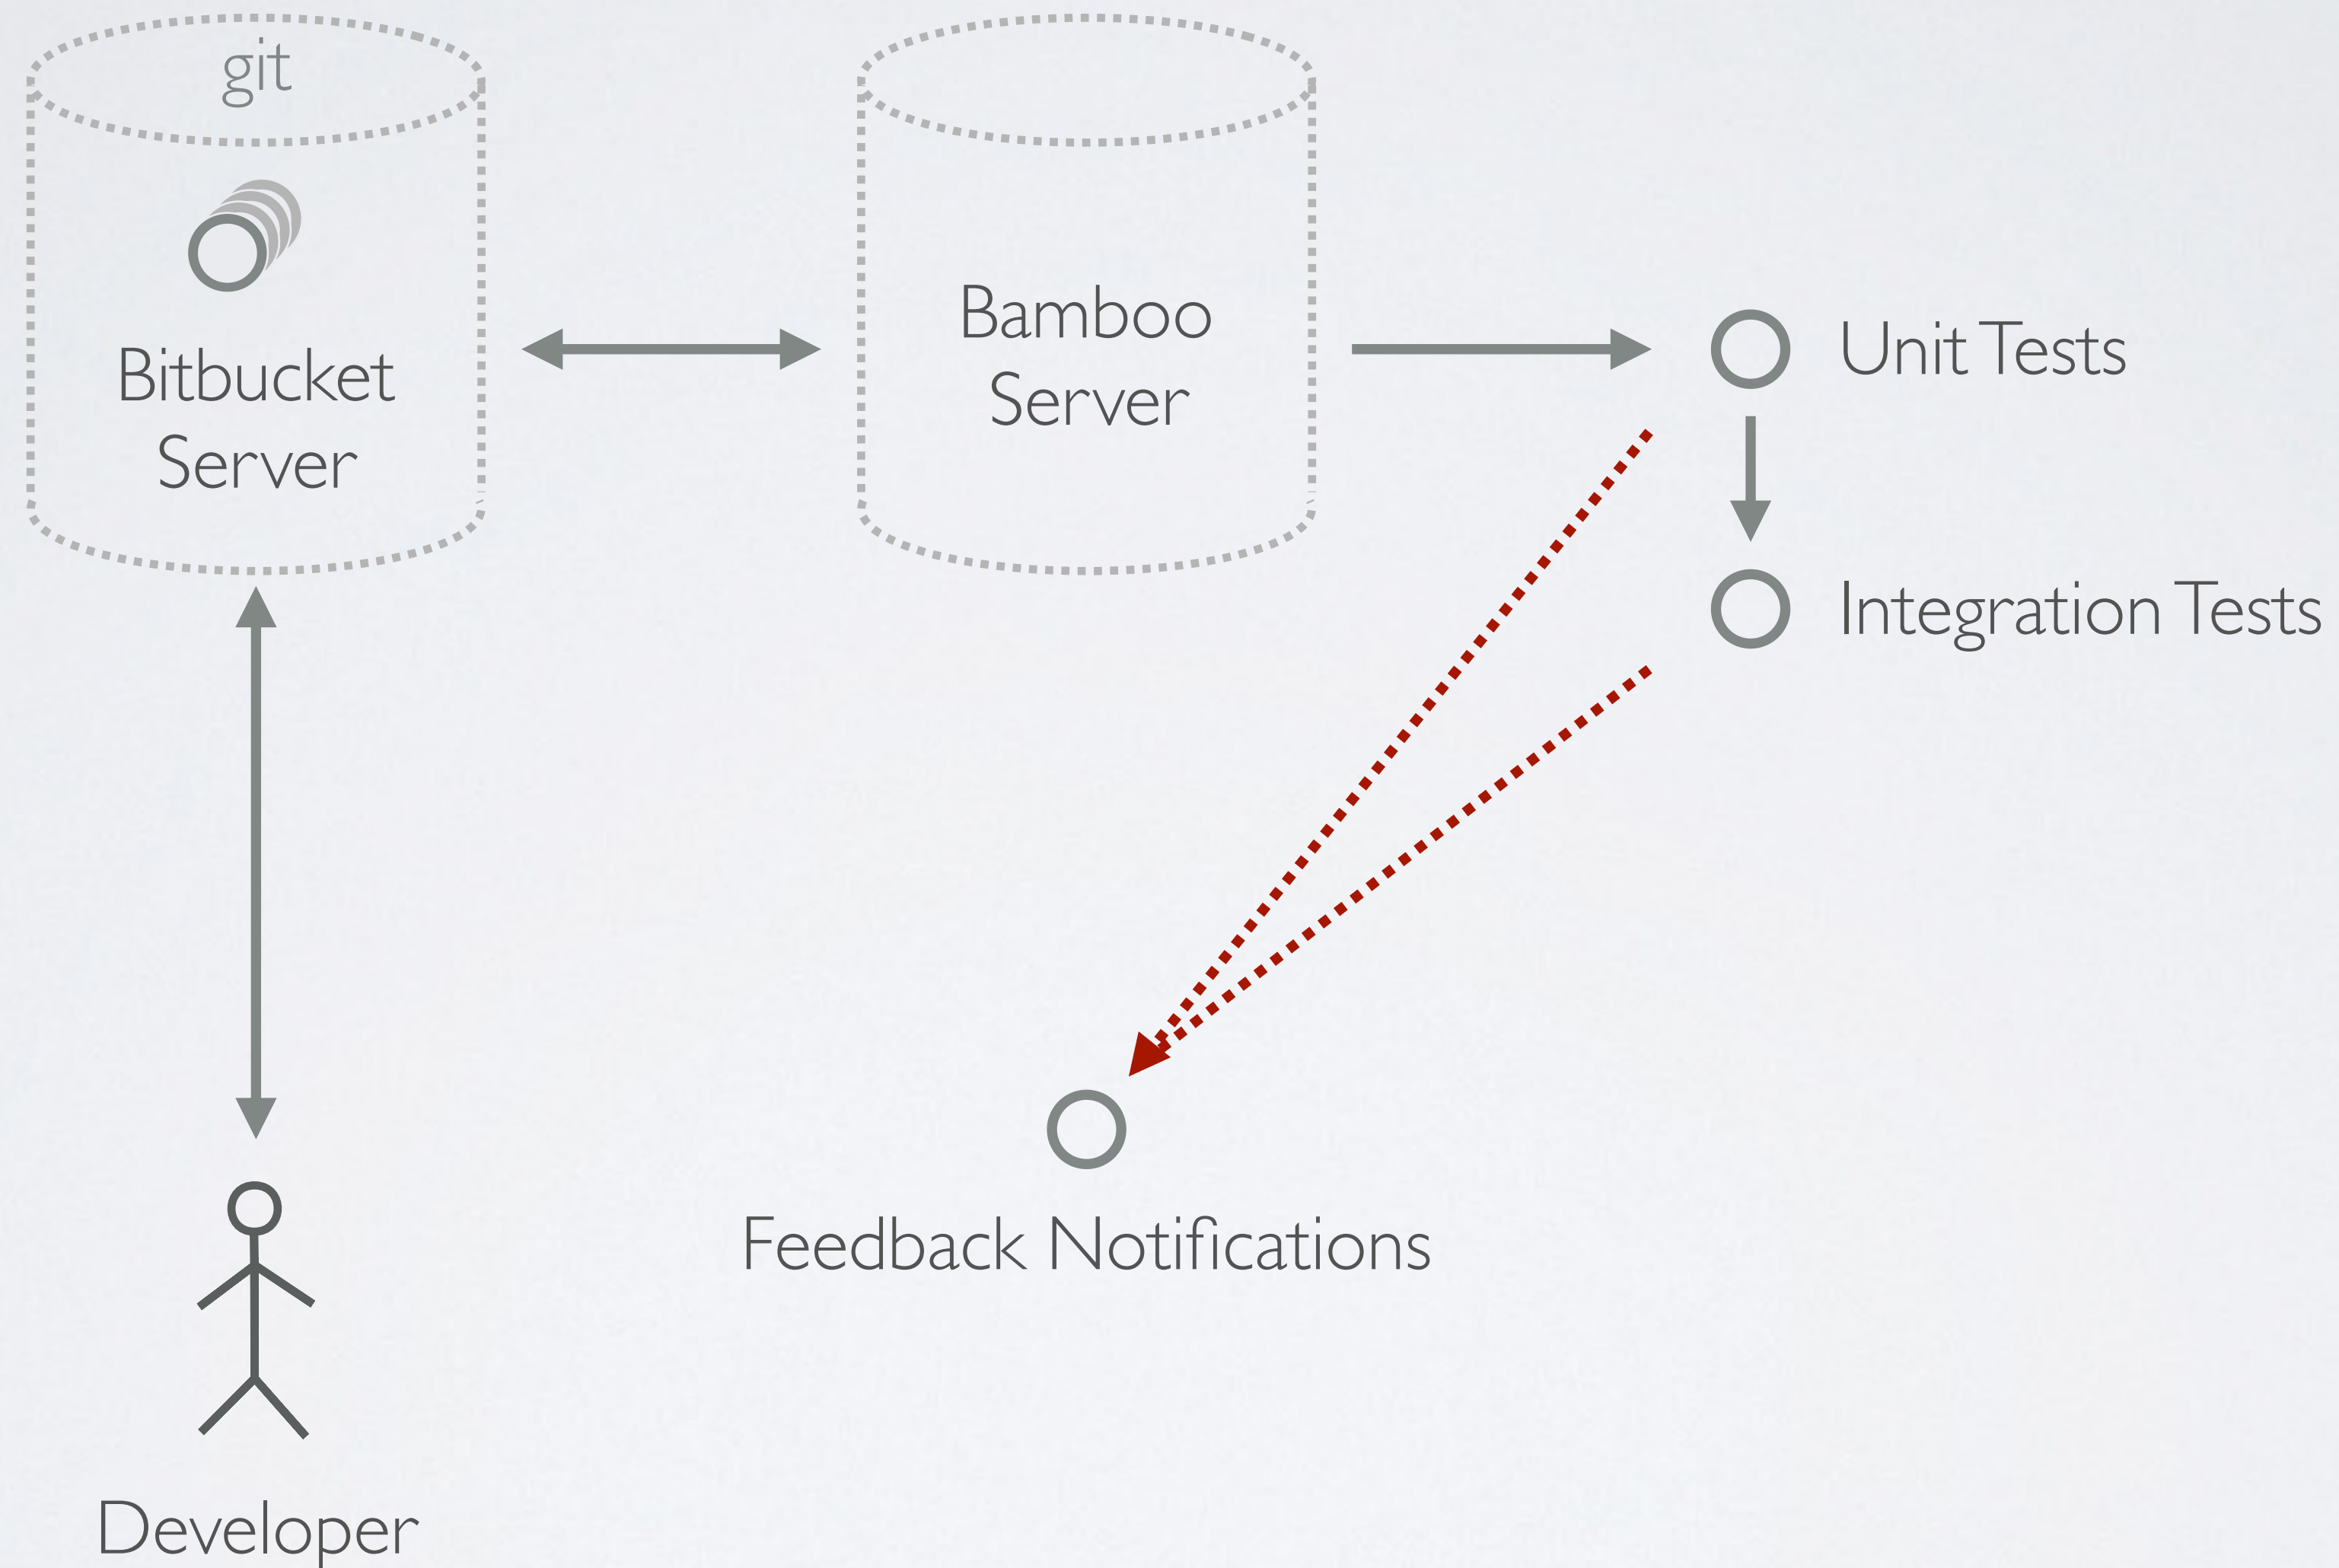 git
Bitbucket
Server
Bamboo
Server
Unit Tests
Integration Tests
Feedback Notifications
Developer